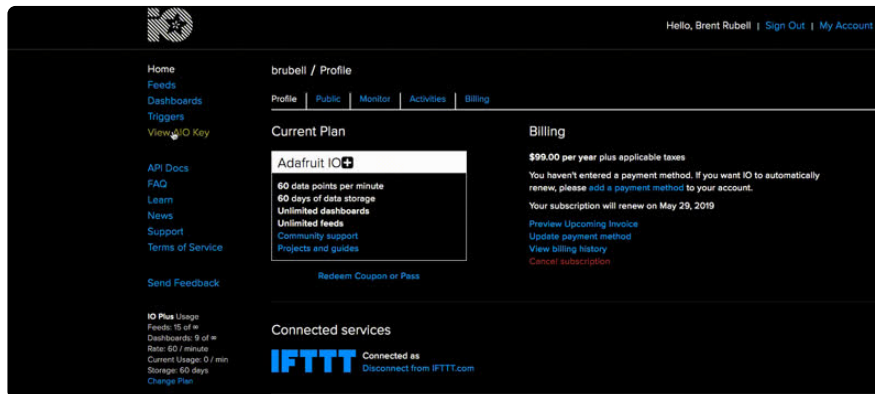 iO
Hello, Brent Rubell | Sign Out | My Account
Home
Feeds
Dashboards
Triggers
View AIO Key
API Docs
FAQ
Learn
News
Support
Terms of Service
Send Feedback
IO Plus Usage
Feeds: 15 of ∞
Dashboards: 9 of ∞
Rate: 60 / minute
Current Usage: 0 / min
Storage: 60 days
Change Plan
brubell / Profile
Profile | Public | Monitor | Activities | Billing
Current Plan
Adafruit IO+
60 data points per minute
60 days of data storage
Unlimited dashboards
Unlimited feeds
Community support
Projects and guides
Redeem Coupon or Pass
Billing
$99.00 per year plus applicable taxes
You haven't entered a payment method. If you want IO to automatically
renew, please add a payment method to your account.
Your subscription will renew on May 29, 2019
Preview Upcoming Invoice
Update payment method
View billing history
Cancel subscription
Connected services
IFTTT
Connected as
Disconnect from IFTTT.com